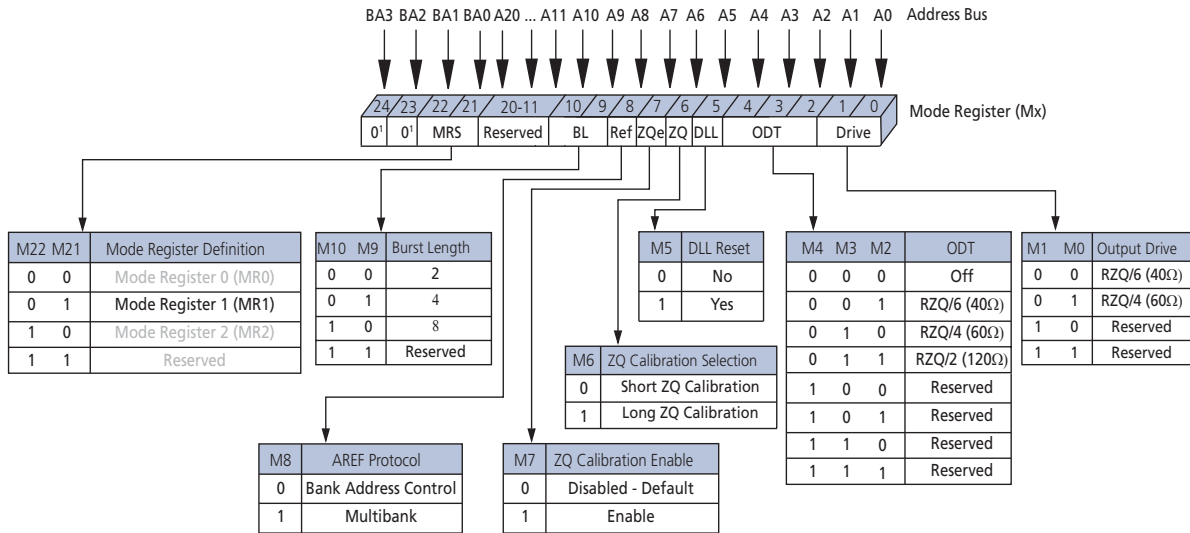 BA3 BA2 BA1 BA0 A20 ... A11 A10 A9 A8 A7 A6 A5 A4 A3 A2 A1 A0 Address Bus
24 23 22 21 20-11 10 9 8 7 6 5 4 3 2 1 0 Mode Register (Mx)
0¹ 0¹ MRS Reserved BL Ref ZQe ZQ DLL ODT Drive
M22 M21 Mode Register Definition
0 0 Mode Register 0 (MR0)
0 1 Mode Register 1 (MR1)
1 0 Mode Register 2 (MR2)
1 1 Reserved
M10 M9 Burst Length
0 0 2
0 1 4
1 0 8
1 1 Reserved
M5 DLL Reset
0 No
1 Yes
M4 M3 M2 ODT
0 0 0 Off
0 0 1 RZQ/6 (40Ω)
0 1 0 RZQ/4 (60Ω)
0 1 1 RZQ/2 (120Ω)
1 0 0 Reserved
1 0 1 Reserved
1 1 0 Reserved
1 1 1 Reserved
M1 M0 Output Drive
0 0 RZQ/6 (40Ω)
0 1 RZQ/4 (60Ω)
1 0 Reserved
1 1 Reserved
M6 ZQ Calibration Selection
0 Short ZQ Calibration
1 Long ZQ Calibration
M8 AREF Protocol
0 Bank Address Control
1 Multibank
M7 ZQ Calibration Enable
0 Disabled - Default
1 Enable